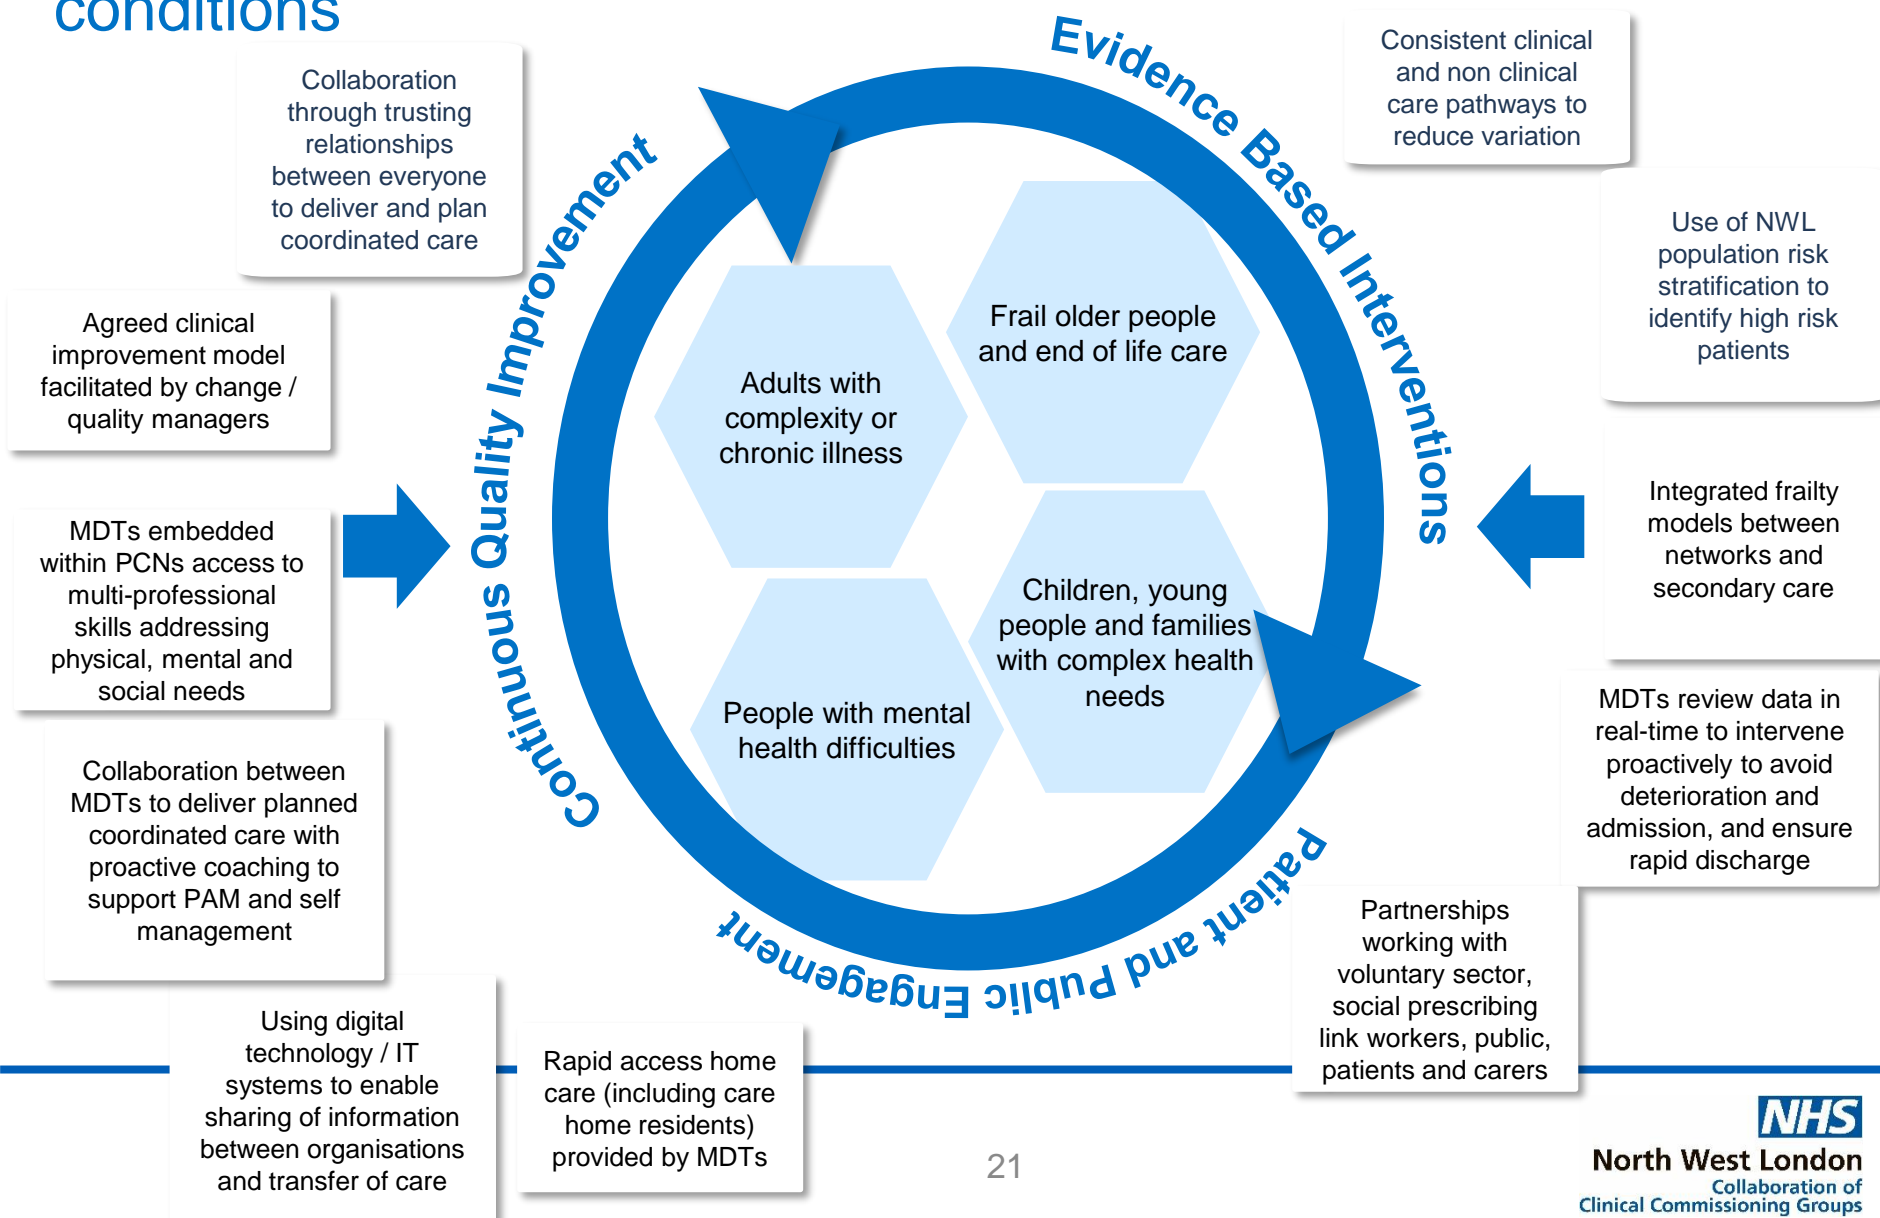 conditions
Collaboration
through trusting
relationships
between everyone
to deliver and plan
coordinated care
Agreed clinical
improvement model
facilitated by change /
quality managers
MDTs embedded
within PCNs access to
multi-professional
skills addressing
physical, mental and
social needs
Collaboration between
MDTs to deliver planned
coordinated care with
proactive coaching to
support PAM and self
management
Using digital
technology / IT
systems to enable
sharing of information
between organisations
and transfer of care
Rapid access home
care (including care
home residents)
provided by MDTs
Continuous Quality Improvement
Evidence Based Interventions
Patient and Public Engagement
Adults with
complexity or
chronic illness
Frail older people
and end of life care
People with mental
health difficulties
Children, young
people and families
with complex health
needs
Consistent clinical
and non clinical
care pathways to
reduce variation
Use of NWL
population risk
stratification to
identify high risk
patients
Integrated frailty
models between
networks and
secondary care
MDTs review data in
real-time to intervene
proactively to avoid
deterioration and
admission, and ensure
rapid discharge
Partnerships
working with
voluntary sector,
social prescribing
link workers, public,
patients and carers
21
NHS
North West London
Collaboration of
Clinical Commissioning Groups